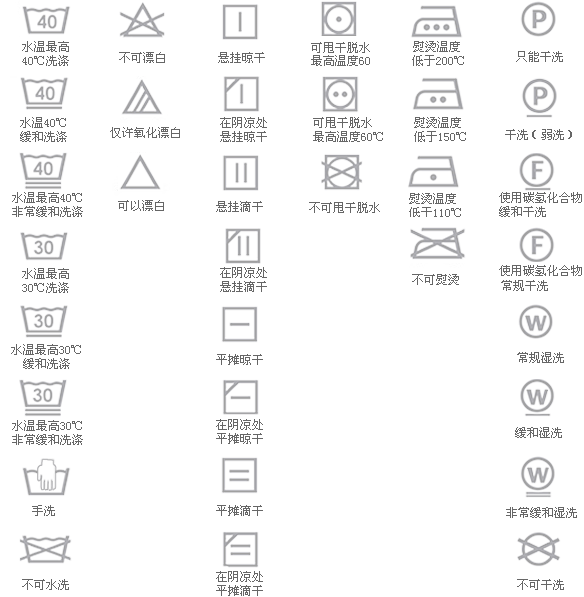 40
水温最高
40℃洗涤
不可漂白
悬挂晾干
可甩干脱水
最高温度60
熨烫温度
低于200℃
P
只能干洗
40
水温40℃
缓和洗涤
仅许氧化漂白
在阴凉处
悬挂晾干
可甩干脱水
最高温度60℃
熨烫温度
低于150℃
P
干洗（弱洗）
40
水温最高40℃
非常缓和洗涤
可以漂白
悬挂滴干
不可甩干脱水
熨烫温度
低干110℃
F
使用碳氢化合物
缓和干洗
30
水温最高
30℃洗涤
在阴凉处
悬挂滴干
不可熨烫
F
使用碳氢化合物
常规干洗
30
水温最高30℃
缓和洗涤
平摊晾干
W
常规湿洗
30
水温最高30℃
非常缓和洗涤
在阴凉处
平摊晾干
W
缓和湿洗
手洗
平摊滴干
W
非常缓和湿洗
不可水洗
在阴凉处
平摊滴干
不可干洗